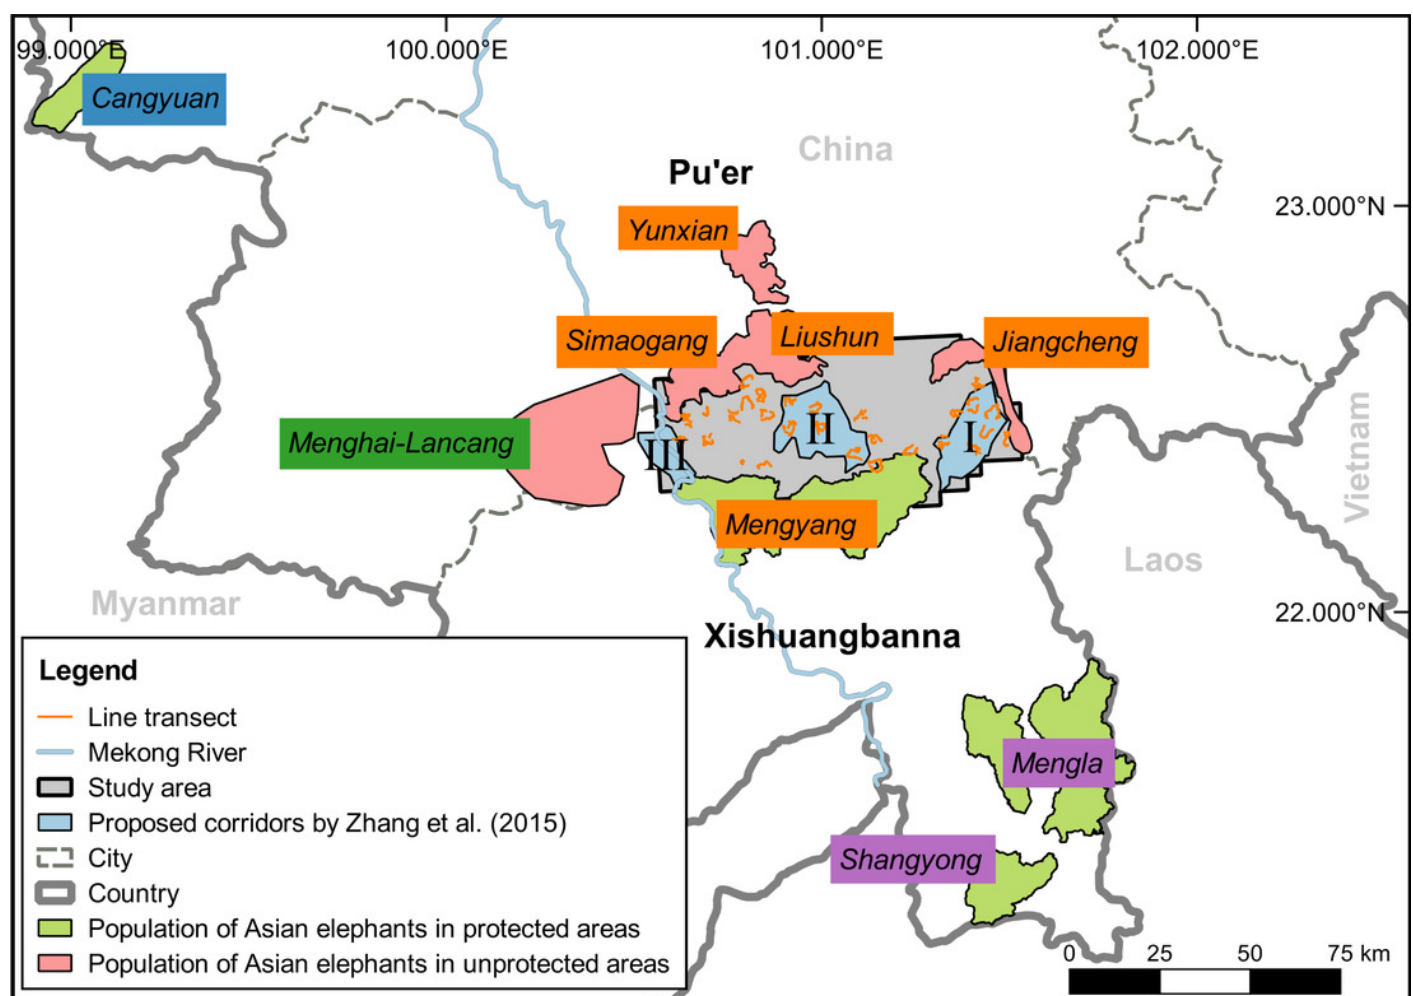 99.000°E
100.000°E
101.000°E
102.000°E
Cangyuan
China
Pu'er
23.000°N
Yunxian
Simaogang
Liushun
Jiangcheng
Menghai-Lancang
III
II
I
Vietnam
Mengyang
Laos
Myanmar
22.000°N
Xishuangbanna
Legend
Line transect
Mekong River
Study area
Proposed corridors by Zhang et al. (2015)
City
Country
Population of Asian elephants in protected areas
Population of Asian elephants in unprotected areas
Mengla
Shangyong
0 25 50 75 km